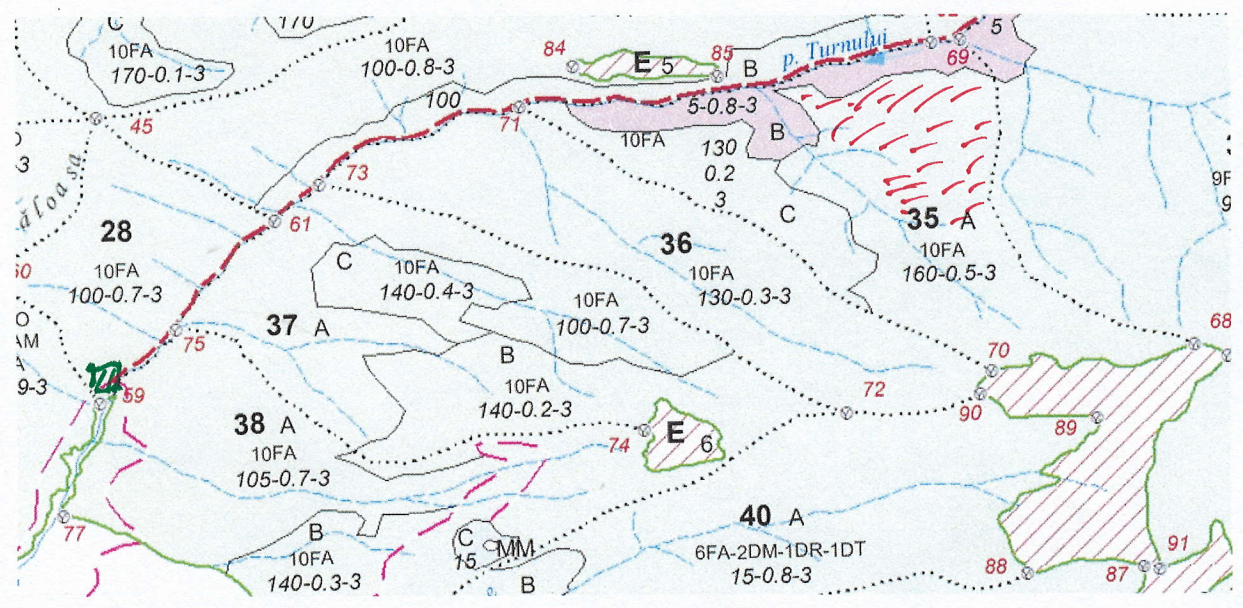 170
10FA
170-0.1-3
10FA
100-0.8-3
84
E 5
85
B
p. Turnului
69
5
45
100
71
5-0.8-3
B
10FA
130
0.2
3
73
C
ăloasa
61
28
35 A
10FA
160-0.5-3
36
10FA
130-0.3-3
C
10FA
140-0.4-3
10FA
100-0.7-3
10FA
100-0.7-3
37 A
75
B
10FA
140-0.2-3
68
70
72
90
89
59
9-3
38 A
10FA
105-0.7-3
74
E 6
77
B
10FA
140-0.3-3
C
15
MM
B
40 A
6FA-2DM-1DR-1DT
15-0.8-3
88
87
91